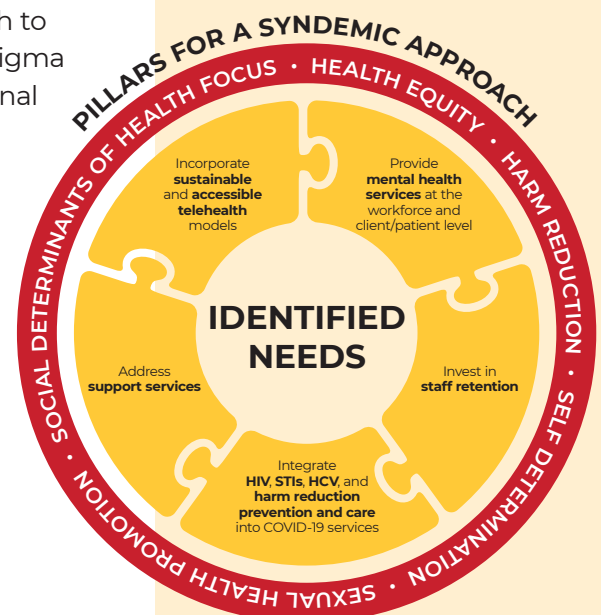 h to
igma
nal
PILLARS FOR A SYNDEMIC APPROACH
SOCIAL DETERMINANTS OF HEALTH FOCUS • HEALTH EQUITY • HARM REDUCTION • SELF DETERMINATION • SEXUAL HEALTH PROMOTION •
Incorporate
sustainable
and accessible
telehealth
models
Provide
mental health
services at the
workforce and
client/patient level
IDENTIFIED
NEEDS
Address
support services
Invest in
staff retention
Integrate
HIV, STIs, HCV, and
harm reduction
prevention and care
into COVID-19 services